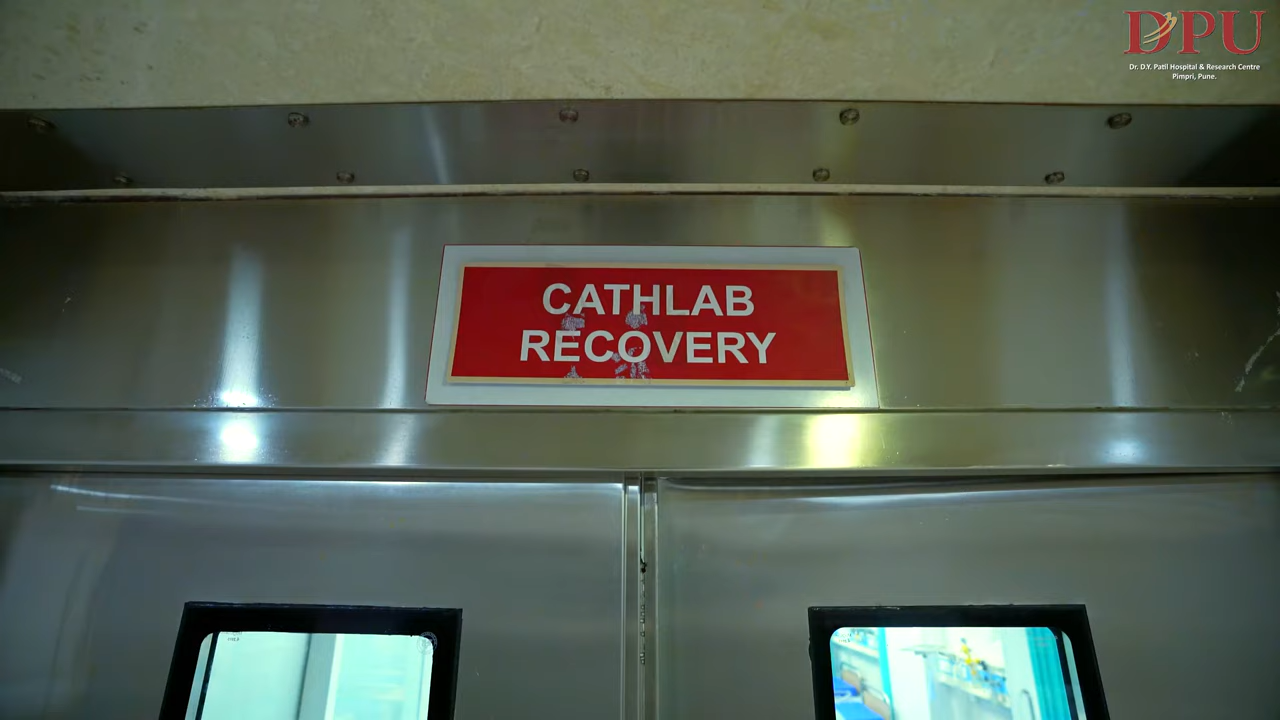 DPU
Dr. D.Y. Patil Hospital & Research Centre
Pimpri, Pune.
CATHLAB
RECOVERY